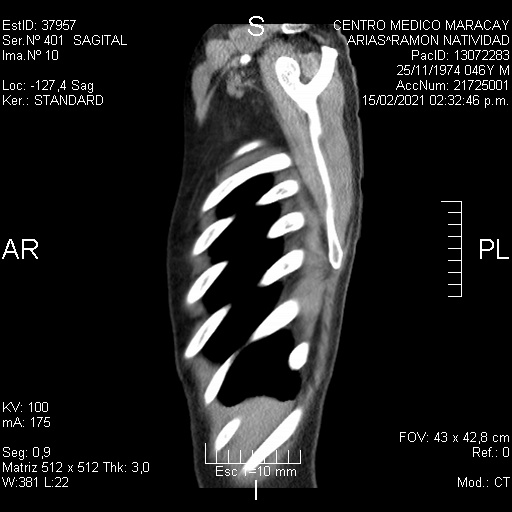 EstID: 37957
Ser.Nº 401 SAGITAL
Ima.Nº 10
Loc: -127,4 Sag
Ker.: STANDARD
S
CENTRO MEDICO MARACAY
ARIAS^RAMON NATIVIDAD
PacID: 13072283
25/11/1974 046Y M
AccNum: 21725001
15/02/2021 02:32:46 p.m.
AR
PL
KV: 100
mA: 175
Seg: 0,9
Matriz 512 x 512 Thk: 3,0
W:381 L:22
Esc 1=10 mm
I
FOV: 43 x 42,8 cm
Ref.: 0
Mod.: CT